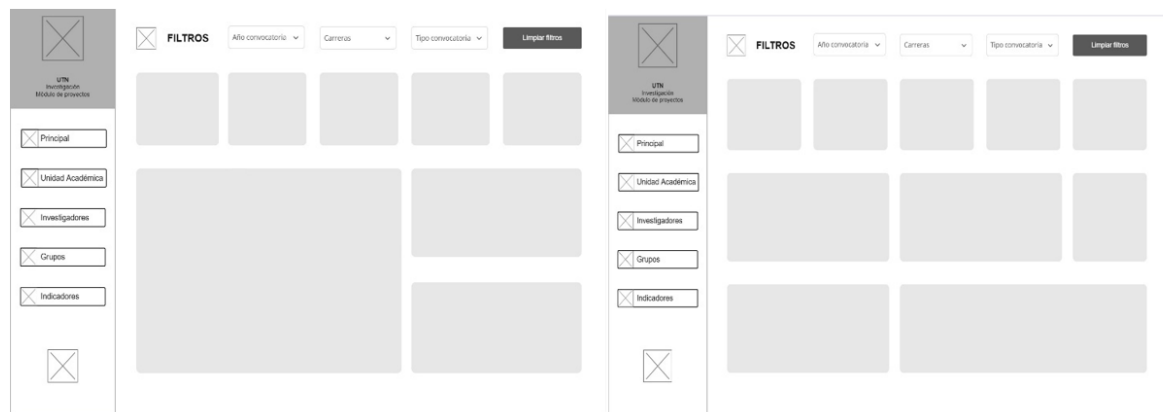 UTN
Investigación
Módulo de proyectos
Principal
Unidad Académica
Investigadores
Grupos
Indicadores
FILTROS
Año convocatoria
Carreras
Tipo convocatoria
Limpiar filtros
UTN
Investigación
Módulo de proyectos
Principal
Unidad Académica
Investigadores
Grupos
Indicadores
FILTROS
Año convocatoria
Carreras
Tipo convocatoria
Limpiar filtros